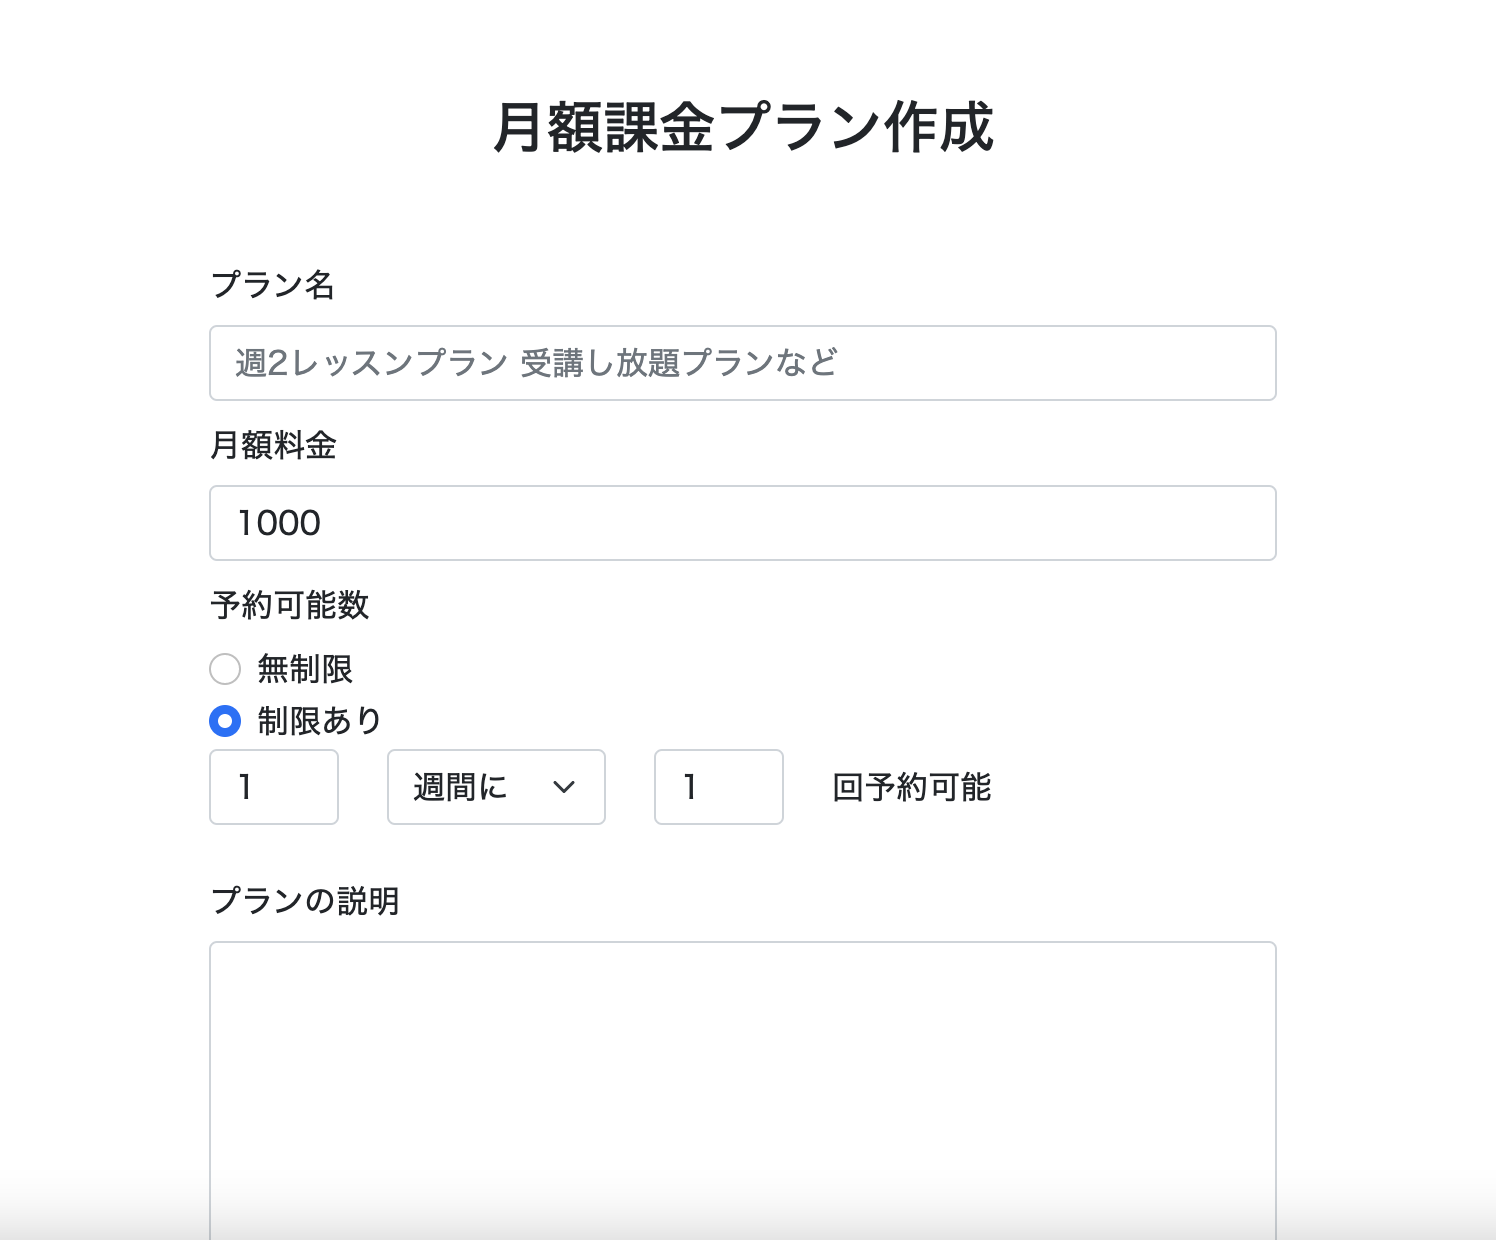 月額課金プラン作成
プラン名
週2レッスンプラン 受講し放題プランなど
月額料金
1000
予約可能数
無制限
制限あり
1 週間に 1 回予約可能
プランの説明